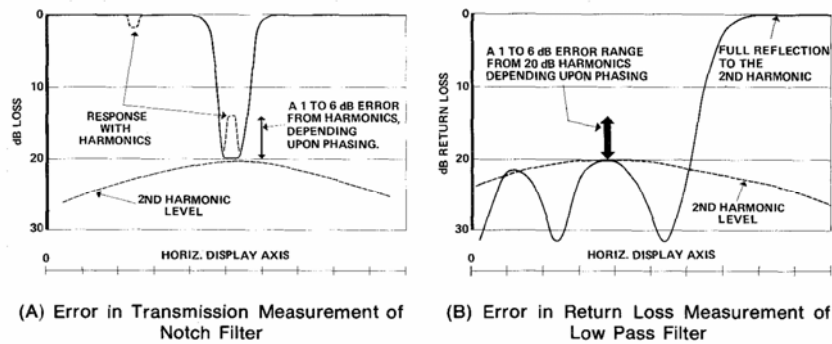 0
10
20
30
dB LOSS
RESPONSE
WITH
HARMONICS
A 1 TO 6 dB ERROR
FROM HARMONICS,
DEPENDING
UPON PHASING.
2ND HARMONIC
LEVEL
0
HORIZ. DISPLAY AXIS
(A) Error in Transmission Measurement of
Notch Filter
0
10
20
30
dB RETURN LOSS
A 1 TO 6 dB ERROR RANGE
FROM 20 dB HARMONICS
DEPENDING UPON PHASING
FULL REFLECTION
TO THE
2ND HARMONIC
2ND HARMONIC
LEVEL
0
HORIZ. DISPLAY AXIS
(B) Error in Return Loss Measurement of
Low Pass Filter